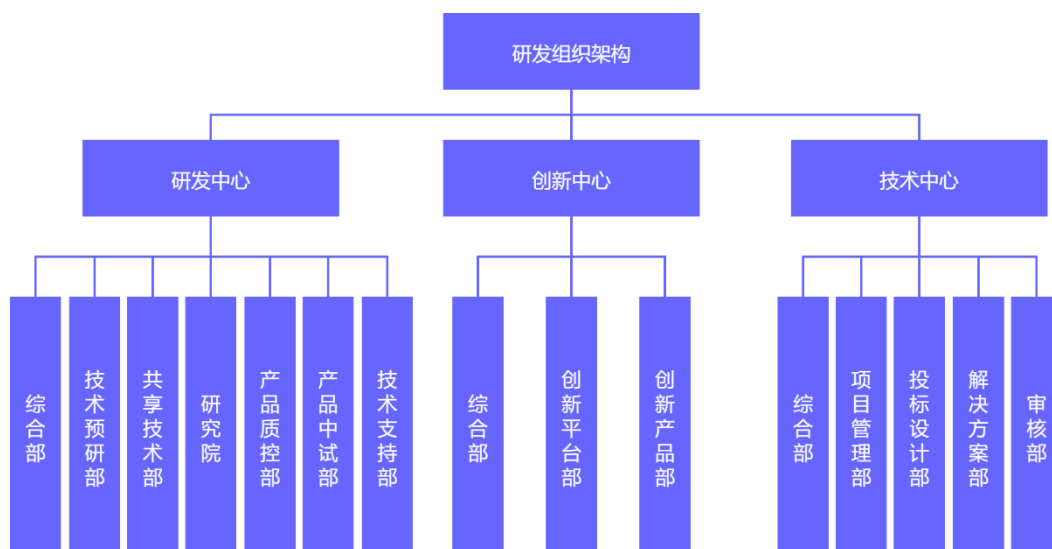 研发组织架构
研发中心
创新中心
技术中心
综合部
技术预研部
共享技术部
研究院
产品质控部
产品中试部
技术支持部
综合部
创新平台部
创新产品部
综合部
项目管理部
投标设计部
解决方案部
审核部